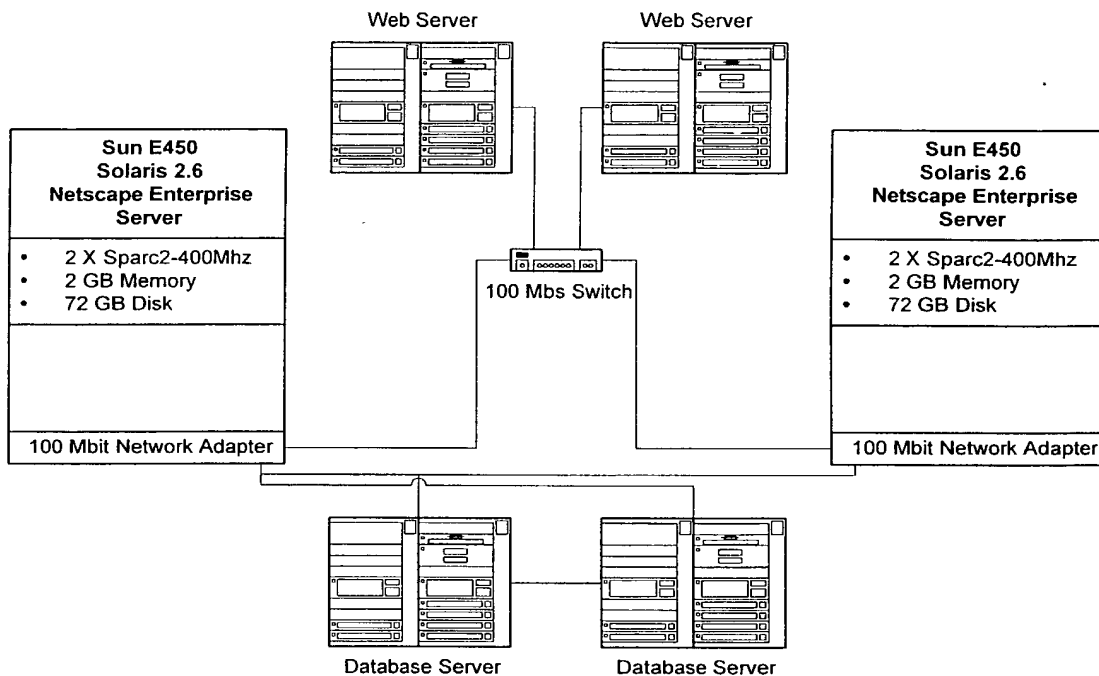 Web Server
Web Server
Sun E450
Solaris 2.6
Netscape Enterprise
Server
• 2 X Sparc2-400Mhz
• 2 GB Memory
• 72 GB Disk
100 Mbit Network Adapter
100 Mbs Switch
Sun E450
Solaris 2.6
Netscape Enterprise
Server
• 2 X Sparc2-400Mhz
• 2 GB Memory
• 72 GB Disk
100 Mbit Network Adapter
Database Server
Database Server